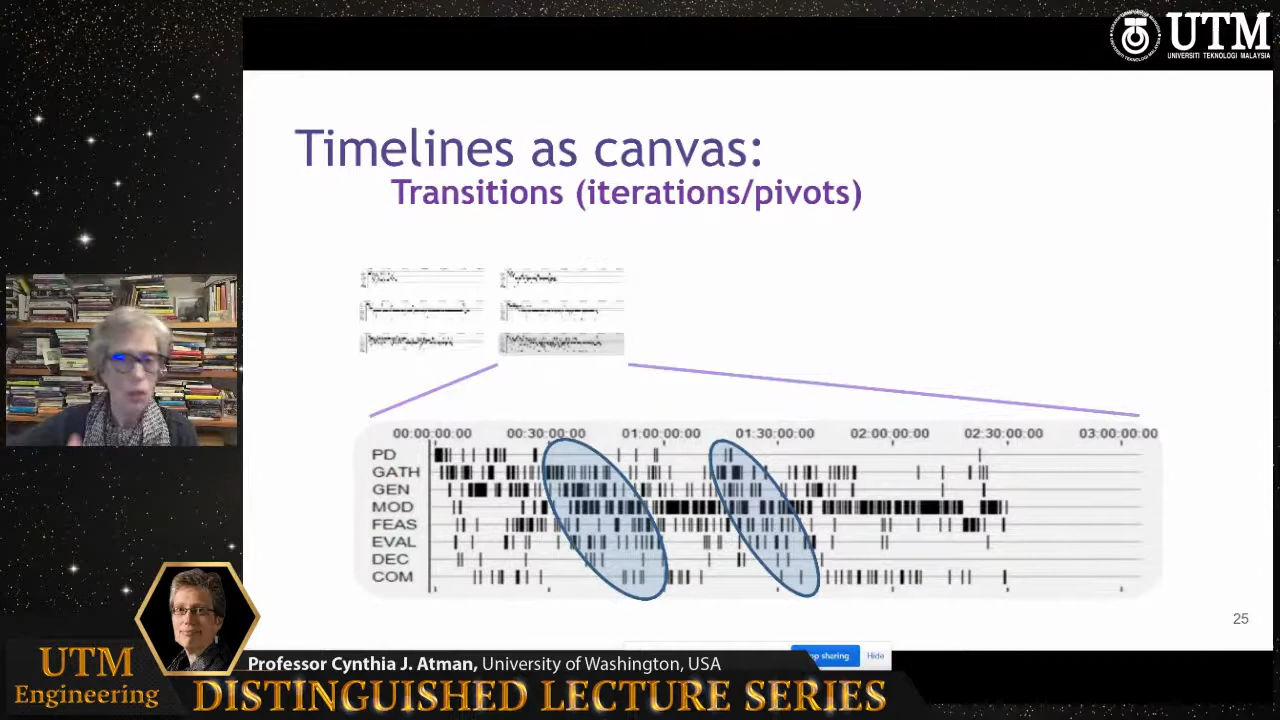 UTM
UNIVERSITI TEKNOLOGI MALAYSIA
Timelines as canvas:
Transitions (iterations/pivots)
00:00:00:00 00:30:00:00 01:00:00:00 01:30:00:00 02:00:00:00 02:30:00:00 03:00:00:00
PD
GATH
GEN
MOD
FEAS
EVAL
DEC
COM
25
op sharing Hide
UTM
Engineering
Professor Cynthia J. Atman, University of Washington, USA
DISTINGUISHED LECTURE SERIES